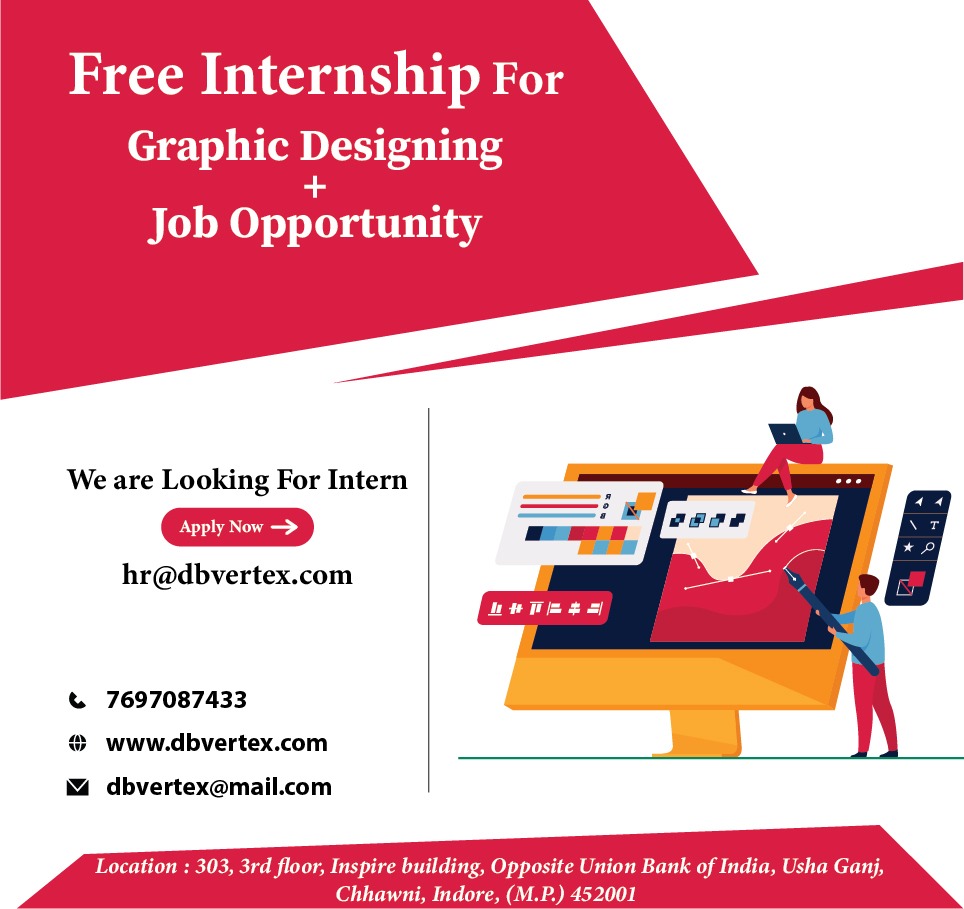 Free Internship For
Graphic Designing
+
Job Opportunity
We are Looking For Intern
Apply Now
hr@dbvertex.com
7697087433
www.dbvertex.com
dbvertex@mail.com
R
G
B
T
Location : 303, 3rd floor, Inspire building, Opposite Union Bank of India, Usha Ganj,
Chhawni, Indore, (M.P.) 452001